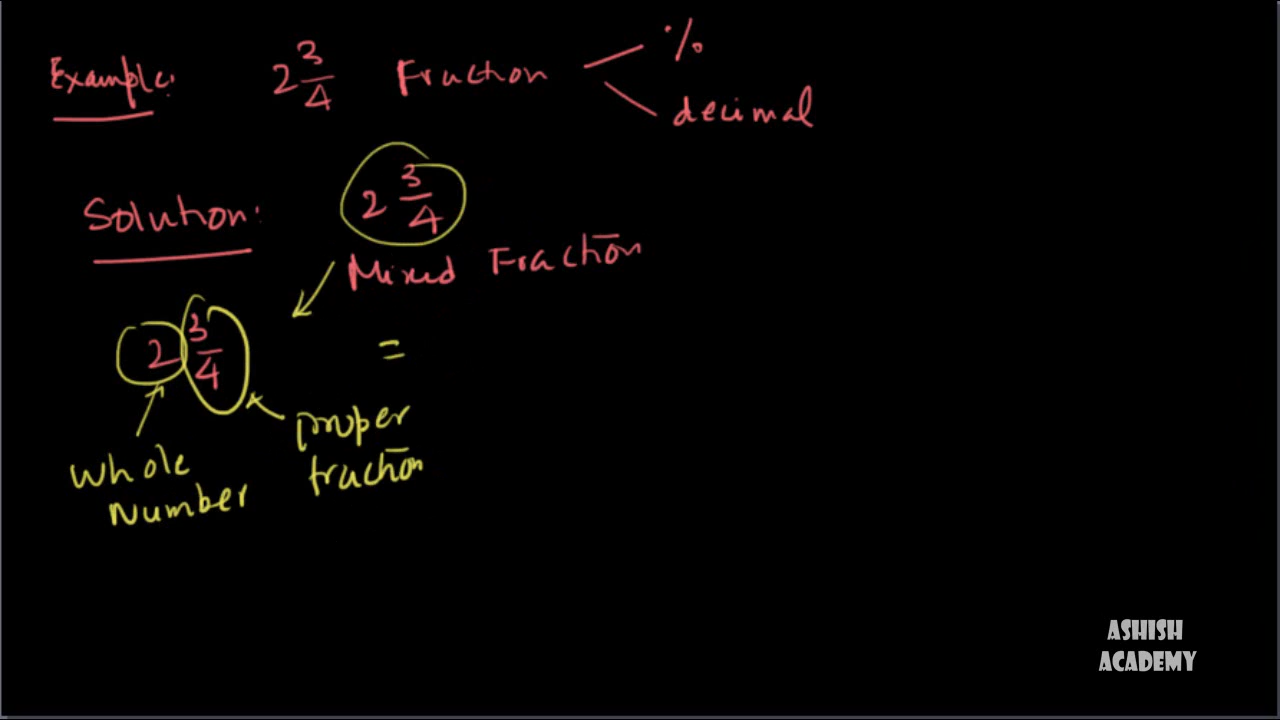 Example: 2 3/4 Fraction %
decimal
Solution: 2 3/4
Mixed Fraction
2 3/4 =
whole
Number
proper
fraction
ASHISH
ACADEMY